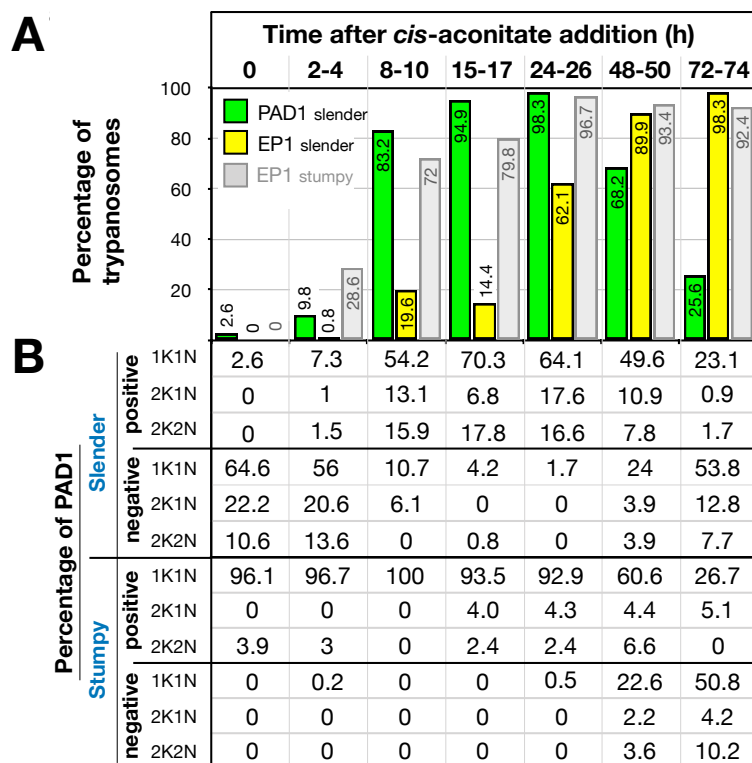 A
Time after cis-aconitate addition (h)
0 2-4 8-10 15-17 24-26 48-50 72-74
Percentage of
trypanosomes
100
80
60
40
20
PAD1 slender
EP1 slender
EP1 stumpy
2.6 0 0 9.8 0.8 28.6 83.2 19.6 72 94.9 14.4 79.8 98.3 62.1 96.7 68.2 89.9 93.4 25.6 98.3 92.4
B
Percentage of PAD1
Slender
positive
1K1N 2.6 7.3 54.2 70.3 64.1 49.6 23.1
2K1N 0 1 13.1 6.8 17.6 10.9 0.9
2K2N 0 1.5 15.9 17.8 16.6 7.8 1.7
negative
1K1N 64.6 56 10.7 4.2 1.7 24 53.8
2K1N 22.2 20.6 6.1 0 0 3.9 12.8
2K2N 10.6 13.6 0 0.8 0 3.9 7.7
Stumpy
positive
1K1N 96.1 96.7 100 93.5 92.9 60.6 26.7
2K1N 0 0 0 4.0 4.3 4.4 5.1
2K2N 3.9 3 0 2.4 2.4 6.6 0
negative
1K1N 0 0.2 0 0 0.5 22.6 50.8
2K1N 0 0 0 0 0 2.2 4.2
2K2N 0 0 0 0 0 3.6 10.2